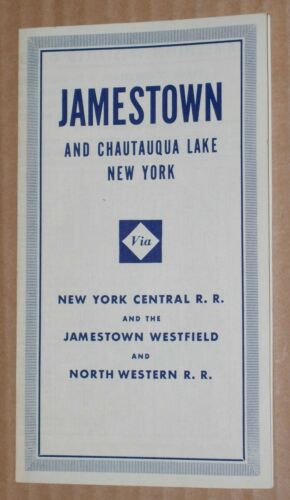 JAMESTOWN
AND CHAUTAUQUA LAKE
NEW YORK
Via
NEW YORK CENTRAL R. R.
AND THE
JAMESTOWN WESTFIELD
AND
NORTH WESTERN R. R.